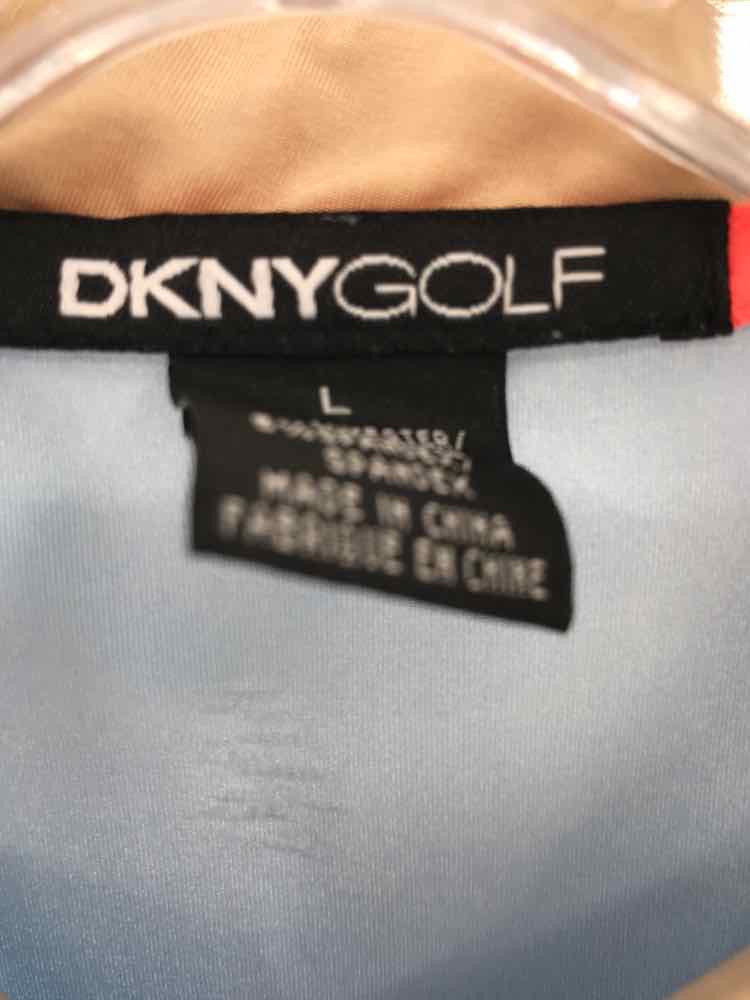 DKNYGOLF
L
SPANDEX
MADE IN CHINA
FABRIQUE EN CHINE